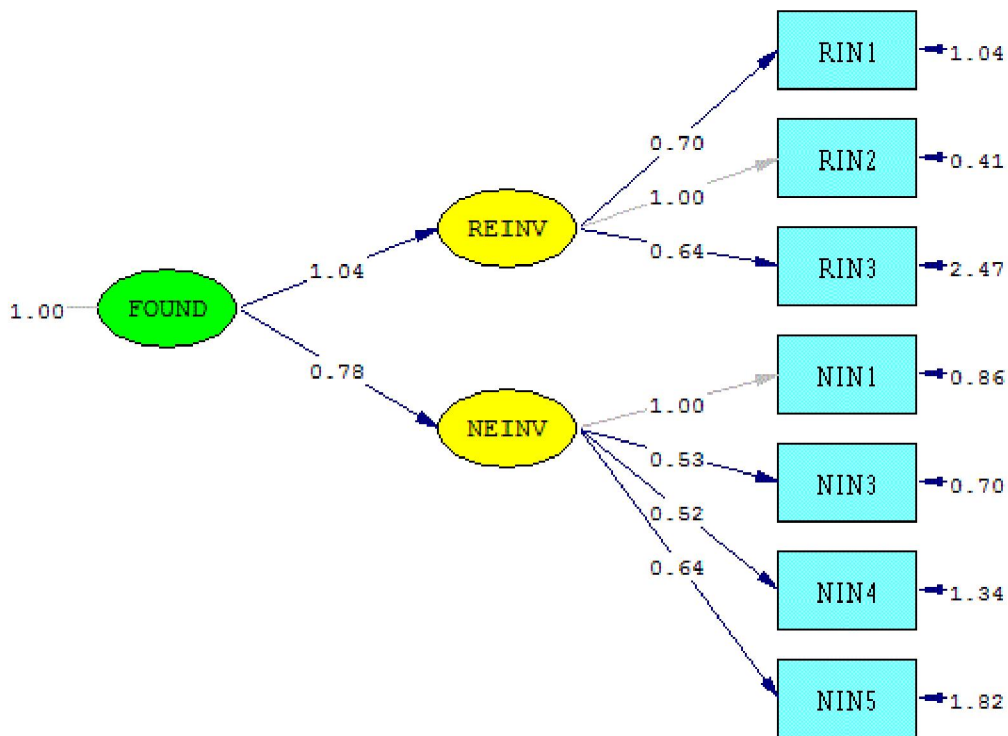 RIN1
1.04
0.70
RIN2
0.41
1.00
REINV
0.64
RIN3
2.47
1.04
1.00
FOUND
0.78
NIN1
0.86
1.00
NEINV
0.53
NIN3
0.70
0.52
0.64
NIN4
1.34
NIN5
1.82